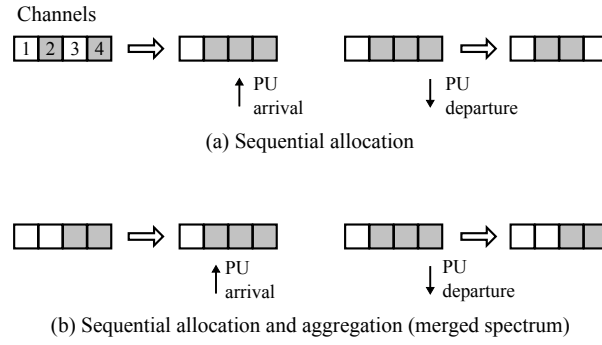 Channels
1 2 3 4
PU
arrival
PU
departure
(a) Sequential allocation
PU
arrival
PU
departure
(b) Sequential allocation and aggregation (merged spectrum)